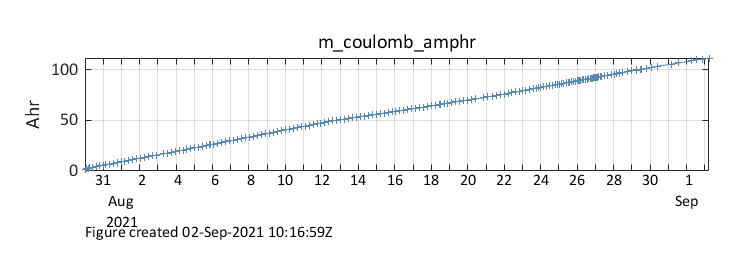 m_coulomb_amphr
Ahr
100
50
0
31 2 4 6 8 10 12 14 16 18 20 22 24 26 28 30 1
Aug Sep
2021
Figure created 02-Sep-2021 10:16:59Z